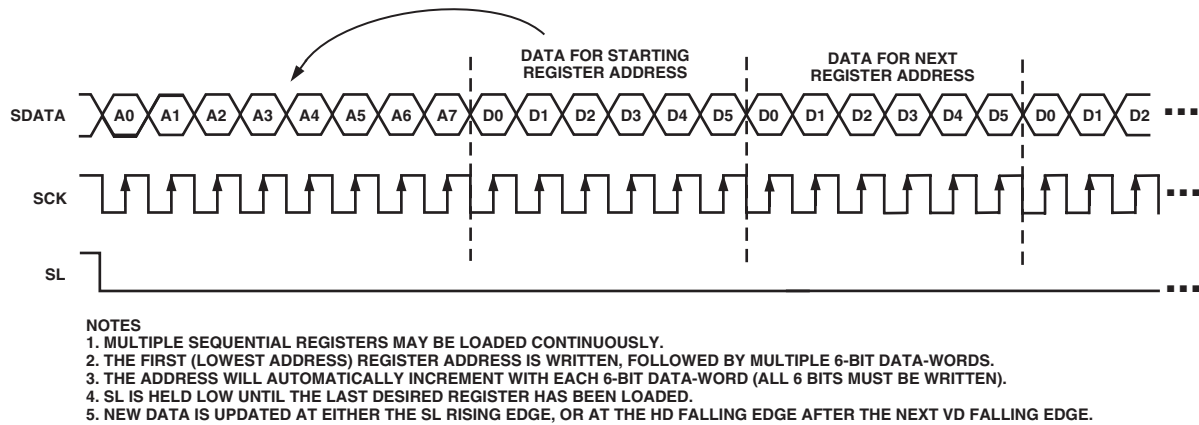 DATA FOR STARTING
REGISTER ADDRESS
DATA FOR NEXT
REGISTER ADDRESS
SDATA A0 A1 A2 A3 A4 A5 A6 A7 D0 D1 D2 D3 D4 D5 D0 D1 D2 D3 D4 D5 D0 D1 D2
SCK
SL
NOTES
1. MULTIPLE SEQUENTIAL REGISTERS MAY BE LOADED CONTINUOUSLY.
2. THE FIRST (LOWEST ADDRESS) REGISTER ADDRESS IS WRITTEN, FOLLOWED BY MULTIPLE 6-BIT DATA-WORDS.
3. THE ADDRESS WILL AUTOMATICALLY INCREMENT WITH EACH 6-BIT DATA-WORD (ALL 6 BITS MUST BE WRITTEN).
4. SL IS HELD LOW UNTIL THE LAST DESIRED REGISTER HAS BEEN LOADED.
5. NEW DATA IS UPDATED AT EITHER THE SL RISING EDGE, OR AT THE HD FALLING EDGE AFTER THE NEXT VD FALLING EDGE.